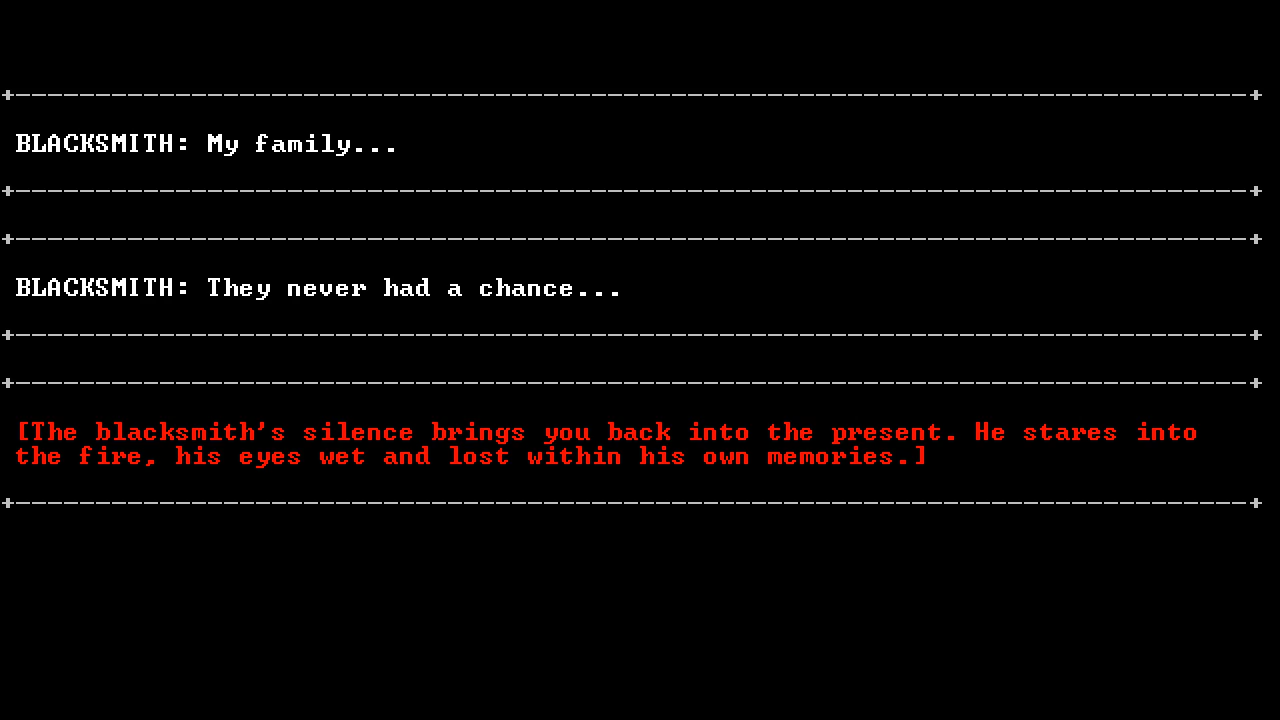 BLACKSMITH: My family...
BLACKSMITH: They never had a chance...
[The blacksmith's silence brings you back into the present. He stares into
the fire, his eyes wet and lost within his own memories.]